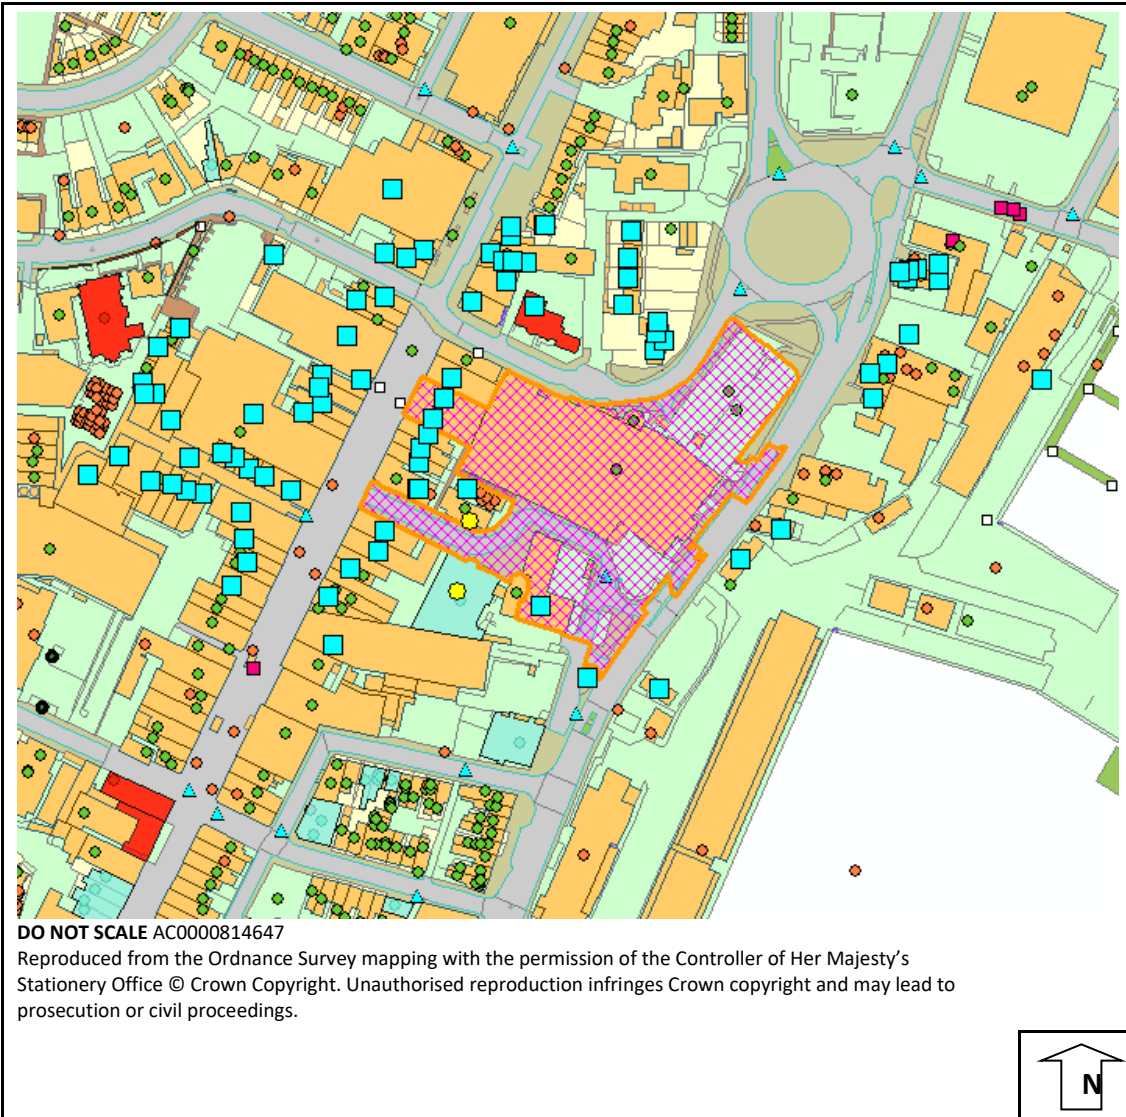 DO NOT SCALE AC0000814647
Reproduced from the Ordnance Survey mapping with the permission of the Controller of Her Majesty’s
Stationery Office © Crown Copyright. Unauthorised reproduction infringes Crown copyright and may lead to
prosecution or civil proceedings.
N